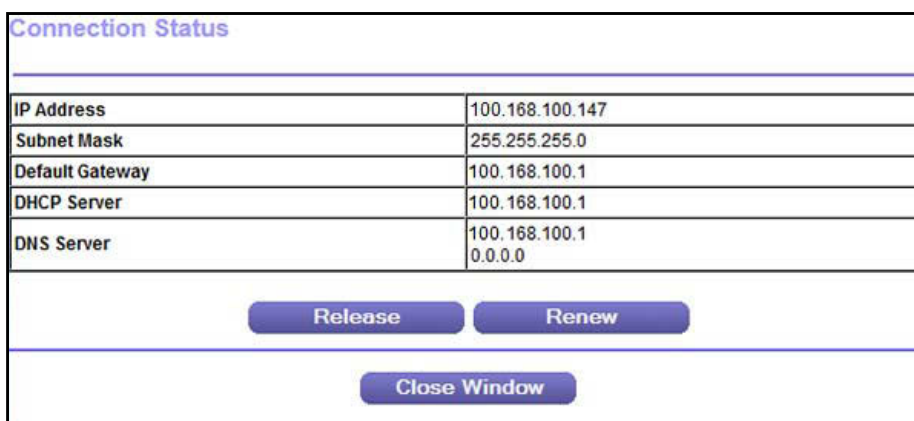 Connection Status
IP Address 100.168.100.147
Subnet Mask 255.255.255.0
Default Gateway 100.168.100.1
DHCP Server 100.168.100.1
DNS Server 100.168.100.1
0.0.0.0
Release Renew
Close Window